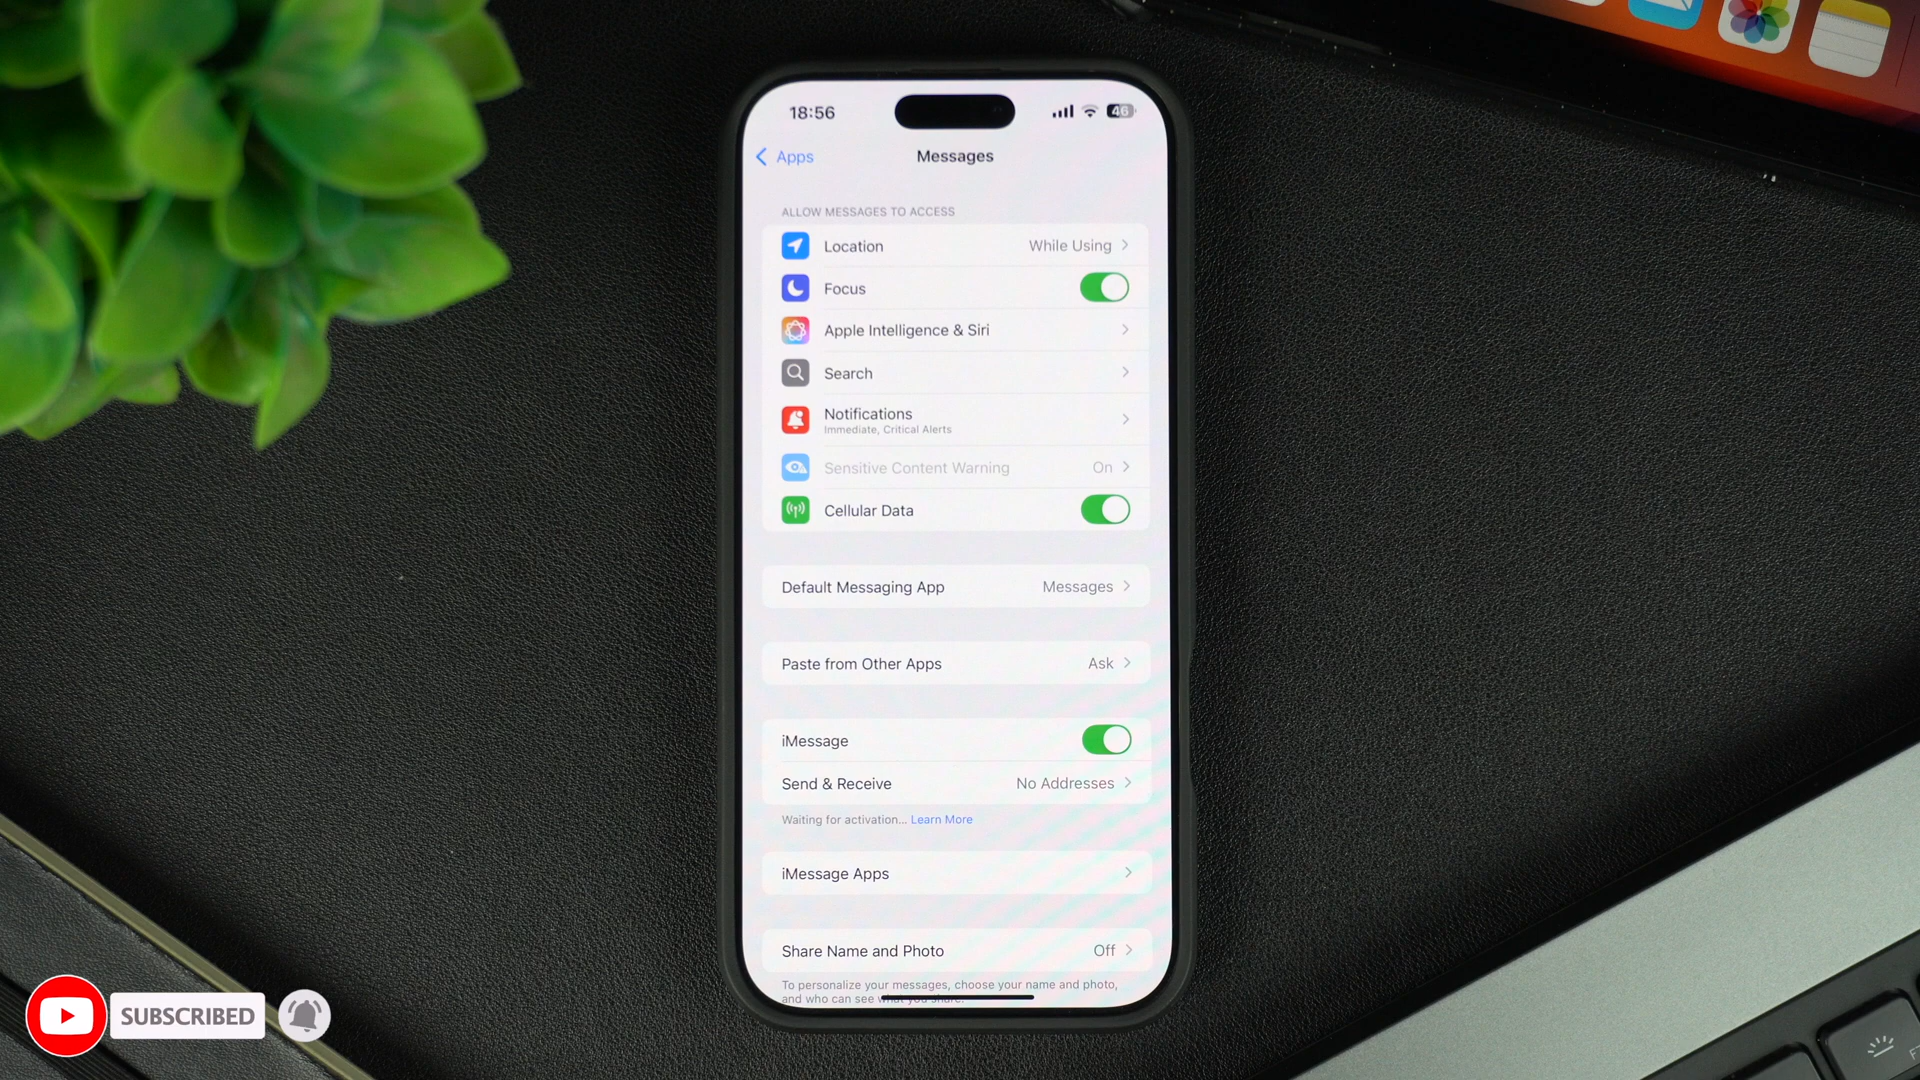 18:56
46
Apps
Messages
ALLOW MESSAGES TO ACCESS
Location While Using
Focus
Apple Intelligence & Siri
Search
Notifications
Immediate, Critical Alerts
Sensitive Content Warning On
Cellular Data
Default Messaging App Messages
Paste from Other Apps Ask
iMessage
Send & Receive No Addresses
Waiting for activation... Learn More
iMessage Apps
Share Name and Photo Off
To personalize your messages, choose your name and photo,
and who can see what you share.
SUBSCRIBED